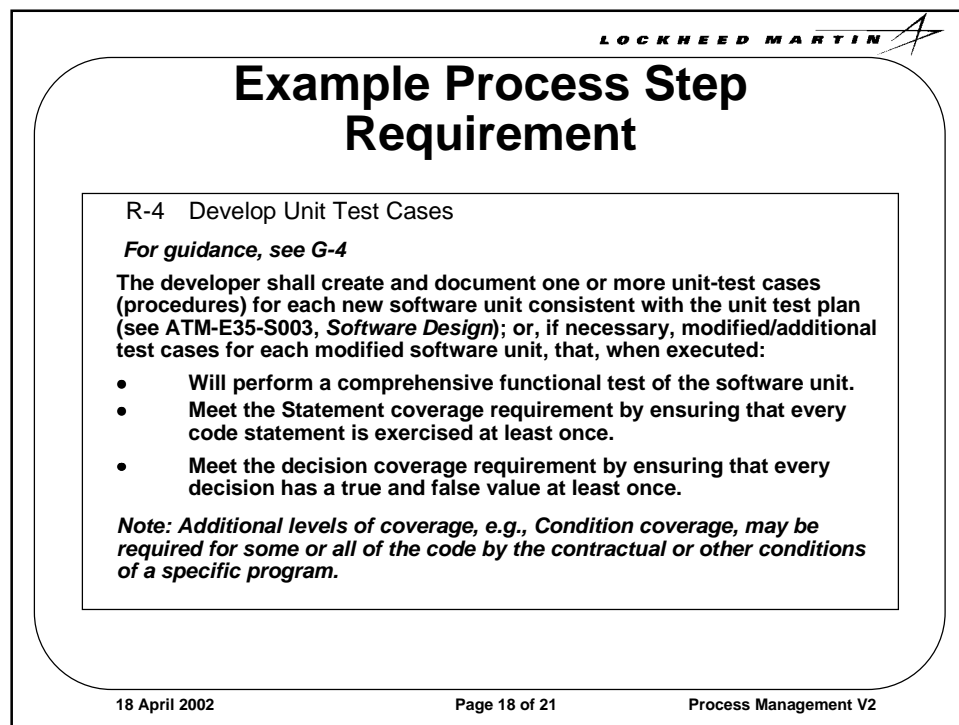 LOCKHEED MARTIN
Example Process Step
Requirement
R-4 Develop Unit Test Cases
For guidance, see G-4
The developer shall create and document one or more unit-test cases
(procedures) for each new software unit consistent with the unit test plan
(see ATM-E35-S003, Software Design); or, if necessary, modified/additional
test cases for each modified software unit, that, when executed:
• Will perform a comprehensive functional test of the software unit.
• Meet the Statement coverage requirement by ensuring that every
code statement is exercised at least once.
• Meet the decision coverage requirement by ensuring that every
decision has a true and false value at least once.
Note: Additional levels of coverage, e.g., Condition coverage, may be
required for some or all of the code by the contractual or other conditions
of a specific program.
18 April 2002 Page 18 of 21 Process Management V2